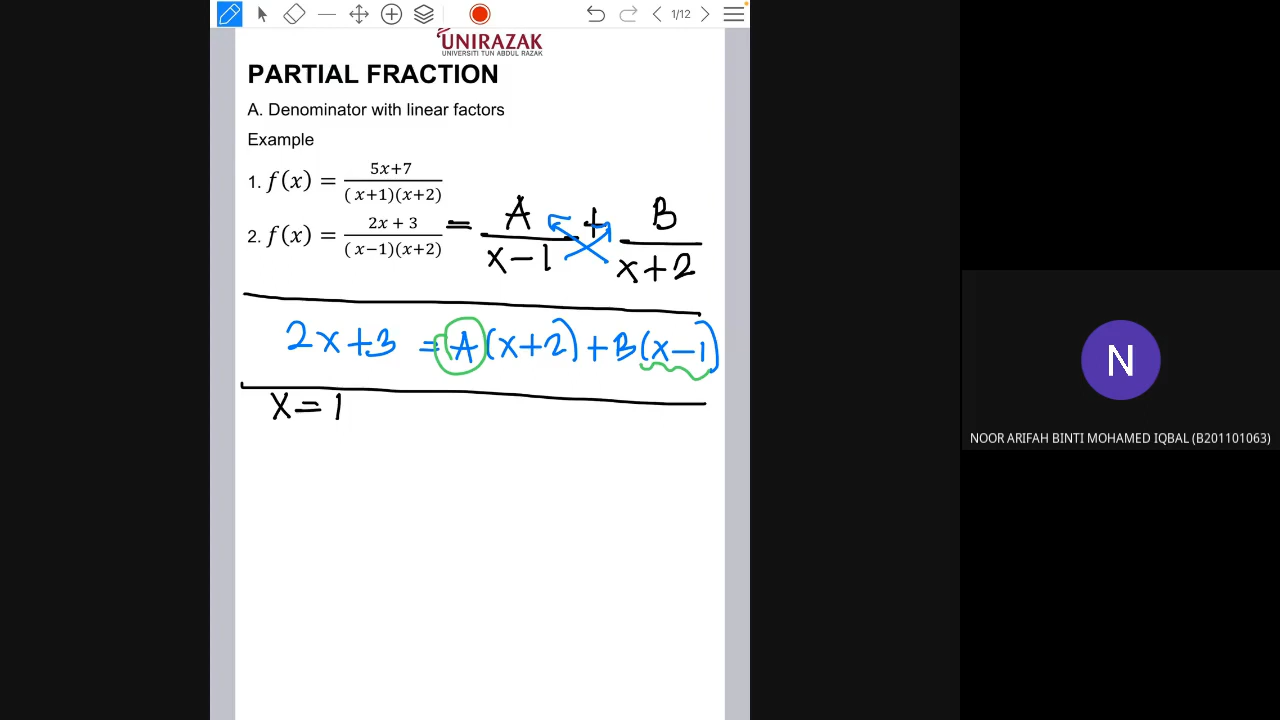 1/12
UNIRAZAK
UNIVERSITI TUN ABDUL RAZAK
PARTIAL FRACTION
A. Denominator with linear factors
Example
1. f(x) = 5x+7 / (x+1)(x+2)
2. f(x) = 2x + 3 / (x−1)(x+2) = A / x−1 + B / x+2
2x+3 = A(x+2) + B(x−1)
x = 1
N
NOOR ARIFAH BINTI MOHAMED IQBAL (B201101063)